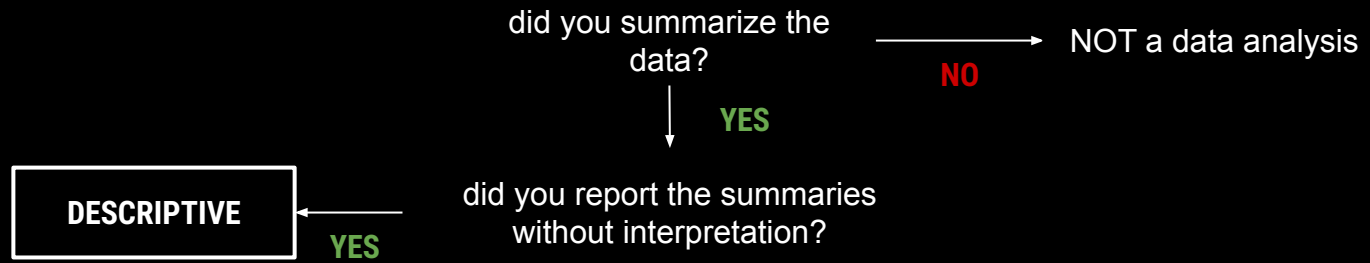 did you summarize the
data?
NOT a data analysis
NO
YES
did you report the summaries
without interpretation?
DESCRIPTIVE
YES